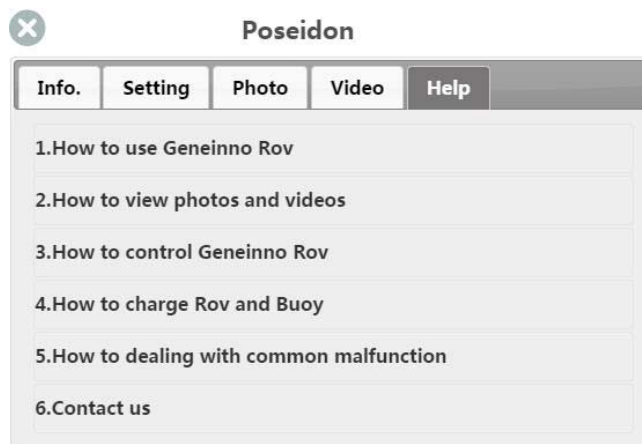 Poseidon
Info. Setting Photo Video Help
1.How to use Geneinno Rov
2.How to view photos and videos
3.How to control Geneinno Rov
4.How to charge Rov and Buoy
5.How to dealing with common malfunction
6.Contact us